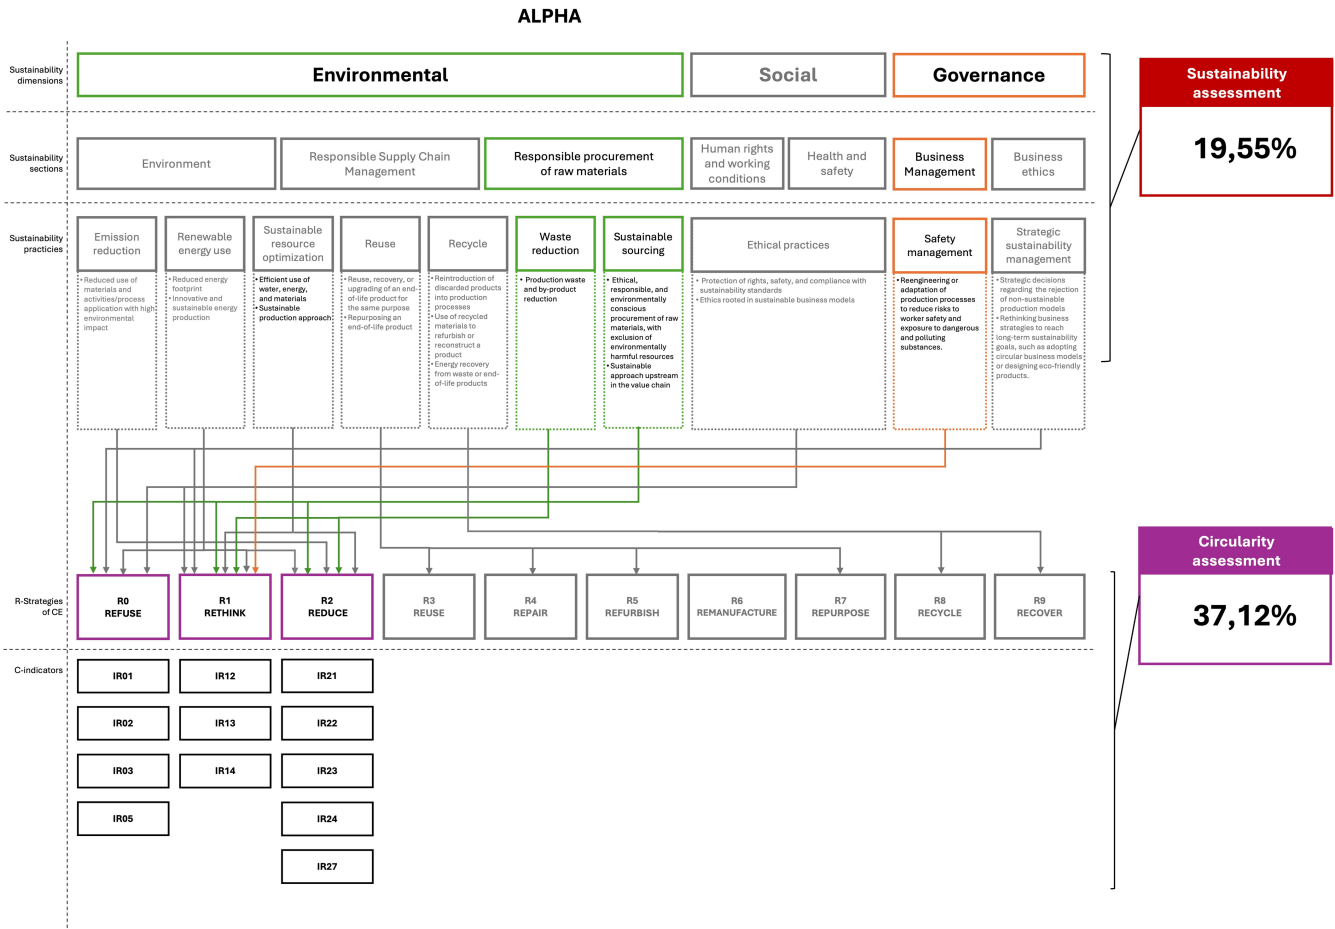 ALPHA
Sustainability
dimensions
Environmental
Social
Governance
Sustainability
assessment
19,55%
Sustainability
sections
Environment
Responsible Supply Chain
Management
Responsible procurement
of raw materials
Human rights
and working
conditions
Health and
safety
Business
Management
Business
ethics
Sustainability
practicies
Emission
reduction
Renewable
energy use
Sustainable
resource
optimization
Reuse
Recycle
Waste
reduction
Sustainable
sourcing
Ethical practices
Safety
management
Strategic
sustainability
management
• Reduced use of
materials and
activities/process
application with high
environmental
impact
• Reduced energy
footprint
• Innovative and
sustainable energy
production
• Efficient use of
water, energy,
and materials
• Sustainable
production approach
• Reuse, recovery, or
upgrading of an end-
of-life product for
the same purpose
• Repurposing an
end-of-life product
• Reintroduction of
discarded products
into production
processes
• Use of recycled
materials to
refurbish or
reconstruct a
product
• Energy recovery
from waste or end-
of-life products
• Production waste
and by-product
reduction
• Ethical,
responsible, and
environmentally
conscious
procurement of raw
materials, with
exclusion of
environmentally
harmful resources
• Sustainable
approach upstream
in the value chain
• Protection of rights, safety, and compliance with
sustainability standards
• Ethics rooted in sustainable business models
• Reengineering or
adaptation of
production processes
to reduce risks to
worker safety and
exposure to dangerous
and polluting
substances.
• Strategic decisions
regarding the rejection
of non-sustainable
production models
• Rethinking business
strategies to reach
long-term sustainability
goals, such as adopting
circular business models
or designing eco-friendly
products.
Circularity
assessment
37,12%
R-Strategies
of CE
R0
REFUSE
R1
RETHINK
R2
REDUCE
R3
REUSE
R4
REPAIR
R5
REFURBISH
R6
REMANUFACTURE
R7
REPURPOSE
R8
RECYCLE
R9
RECOVER
C-indicators
IR01
IR12
IR21
IR02
IR13
IR22
IR03
IR14
IR23
IR05
IR24
IR27